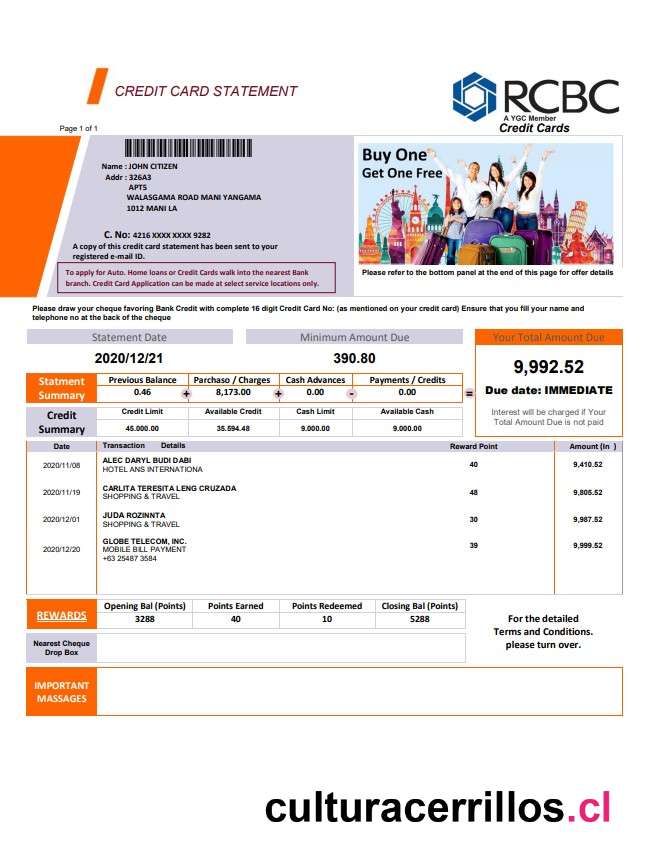 CREDIT CARD STATEMENT
RCBC
A YGC Member
Credit Cards
Page 1 of 1
Name : JOHN CITIZEN
Addr : 326A3
APT5
WALASGAMA ROAD MANI YANGAMA
1012 MANI LA
C. No: 4216 XXXX XXXX 9282
A copy of this credit card statement has been sent to your
registered e-mail ID.
To apply for Auto. Home loans or Credit Cards walk into the nearest Bank
branch. Credit Card Application can be made at select service locations only.
Buy One
Get One Free
Please refer to the bottom panel at the end of this page for offer details
Please draw your cheque favoring Bank Credit with complete 16 digit Credit Card No: (as mentioned on your credit card) Ensure that you fill your name and
telephone no at the back of the cheque
Statement Date Minimum Amount Due Your Total Amount Due
2020/12/21 390.80 9,992.52
Due date: IMMEDIATE
Interest will be charged if Your
Total Amount Due is not paid
Statment
Summary
Previous Balance Parchaso / Charges Cash Advances Payments / Credits
0.46 + 8,173.00 + 0.00 - 0.00 =
Credit
Summary
Credit Limit Available Credit Cash Limit Available Cash
45.000.00 35.594.48 9.000.00 9.000.00
Date Transaction Details Reward Point Amount (In )
2020/11/08 ALEC DARYL BUDI DABI 40 9,410.52
HOTEL ANS INTERNATIONA
2020/11/19 CARLITA TERESITA LENG CRUZADA 48 9,805.52
SHOPPING & TRAVEL
2020/12/01 JUDA ROZINNTA 30 9,987.52
SHOPPING & TRAVEL
2020/12/20 GLOBE TELECOM, INC. 39 9,999.52
MOBILE BILL PAYMENT
+63 25487 3584
REWARDS
Opening Bal (Points) Points Earned Points Redeemed Closing Bal (Points)
3288 40 10 5288
For the detailed
Terms and Conditions.
please turn over.
Nearest Cheque
Drop Box
IMPORTANT
MASSAGES
culturacerrillos.cl